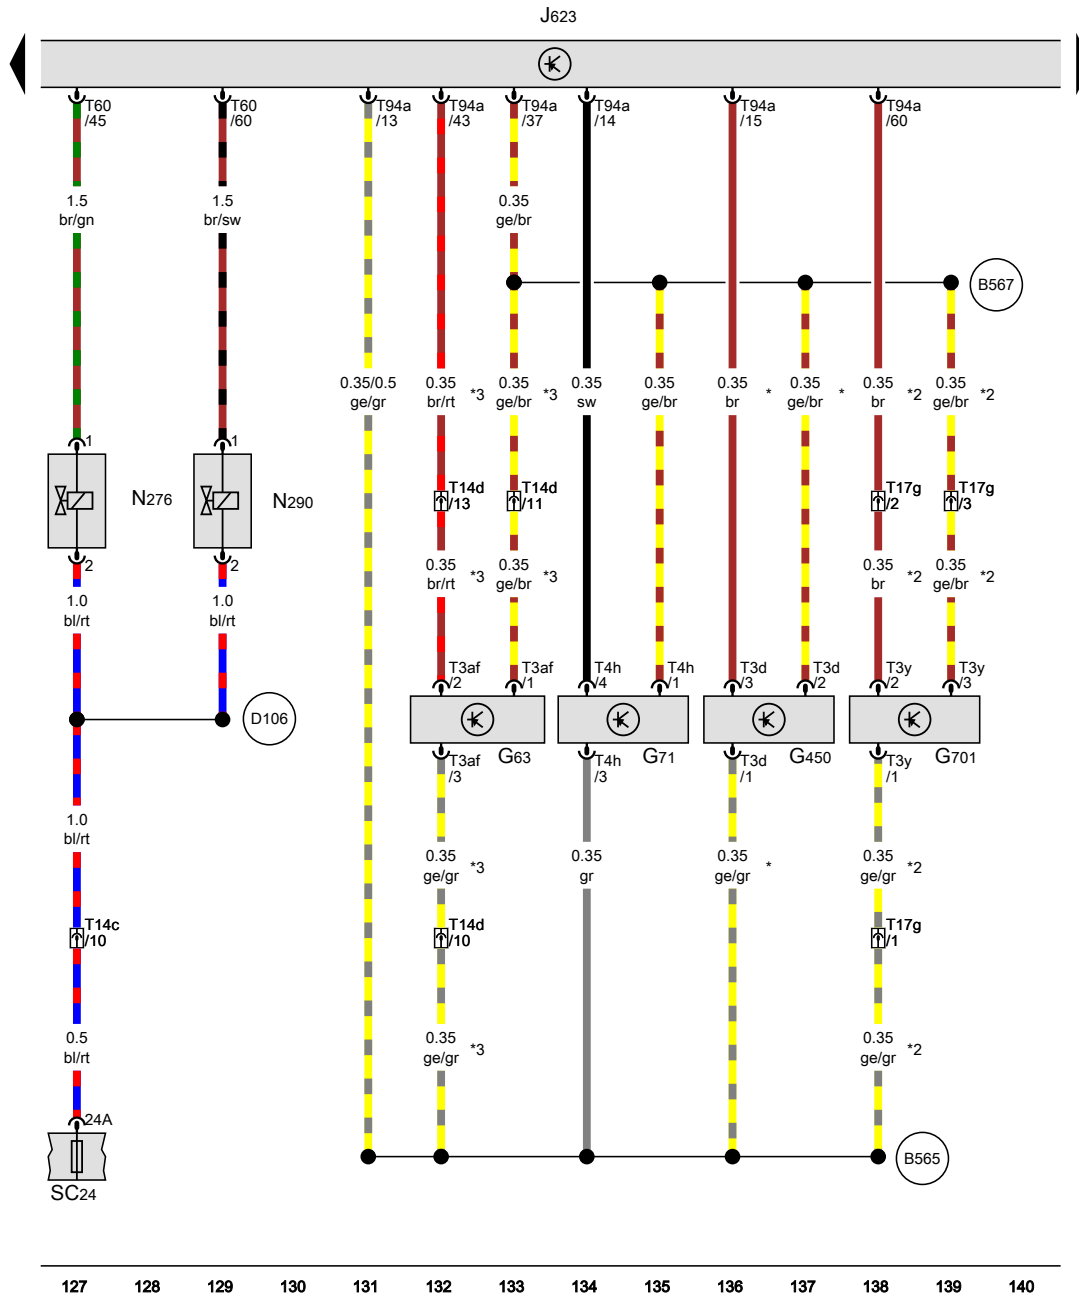 J623
T60 T60 T94a T94a T94a T94a T94a T94a
/45 /60 /13 /43 /37 /14 /15 /60
1.5 1.5 0.35
br/gn br/sw ge/br
B567
0.35/0.5 0.35 0.35 0.35 0.35 0.35 0.35 0.35 0.35
ge/gr br/rt *3 ge/br *3 sw ge/br br * ge/br * br *2 ge/br *2
1 1
N276 N290
T14d T14d T17g T17g
/13 /11 /2 /3
2 2
0.35 0.35 0.35 0.35
br/rt *3 ge/br *3 br *2 ge/br *2
1.0 1.0
bl/rt bl/rt
T3af T3af T4h T4h T3d T3d T3y T3y
/2 /1 /4 /1 /3 /2 /2 /3
D106
G63 G71 G450 G701
T3af T4h T3d T3y
/3 /3 /1 /1
1.0
bl/rt
0.35 0.35 0.35 0.35
ge/gr *3 gr ge/gr * ge/gr *2
T14c T14d T17g
/10 /10 /1
0.5 0.35 0.35
bl/rt ge/gr *3 ge/gr *2
24A
B565
SC24
127 128 129 130 131 132 133 134 135 136 137 138 139 140